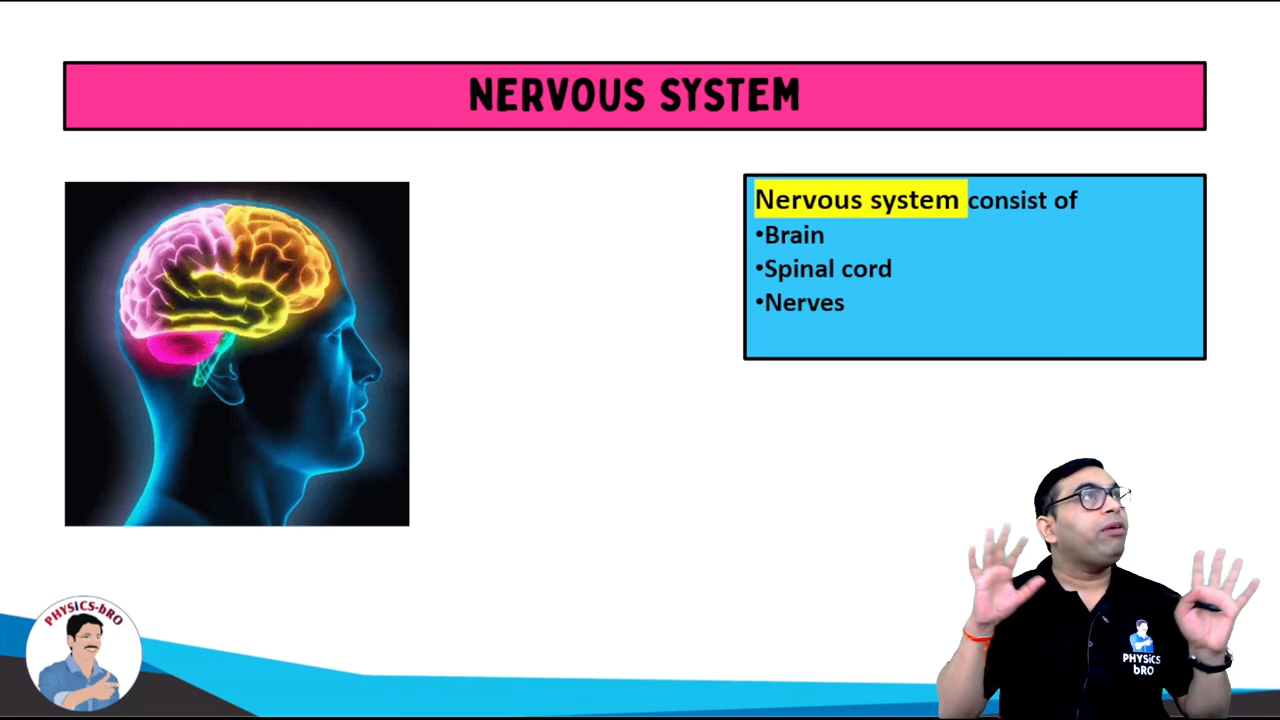 NERVOUS SYSTEM
Nervous system consist of
•Brain
•Spinal cord
•Nerves
PHYSICS-bRO
PHYSiCS
bRO